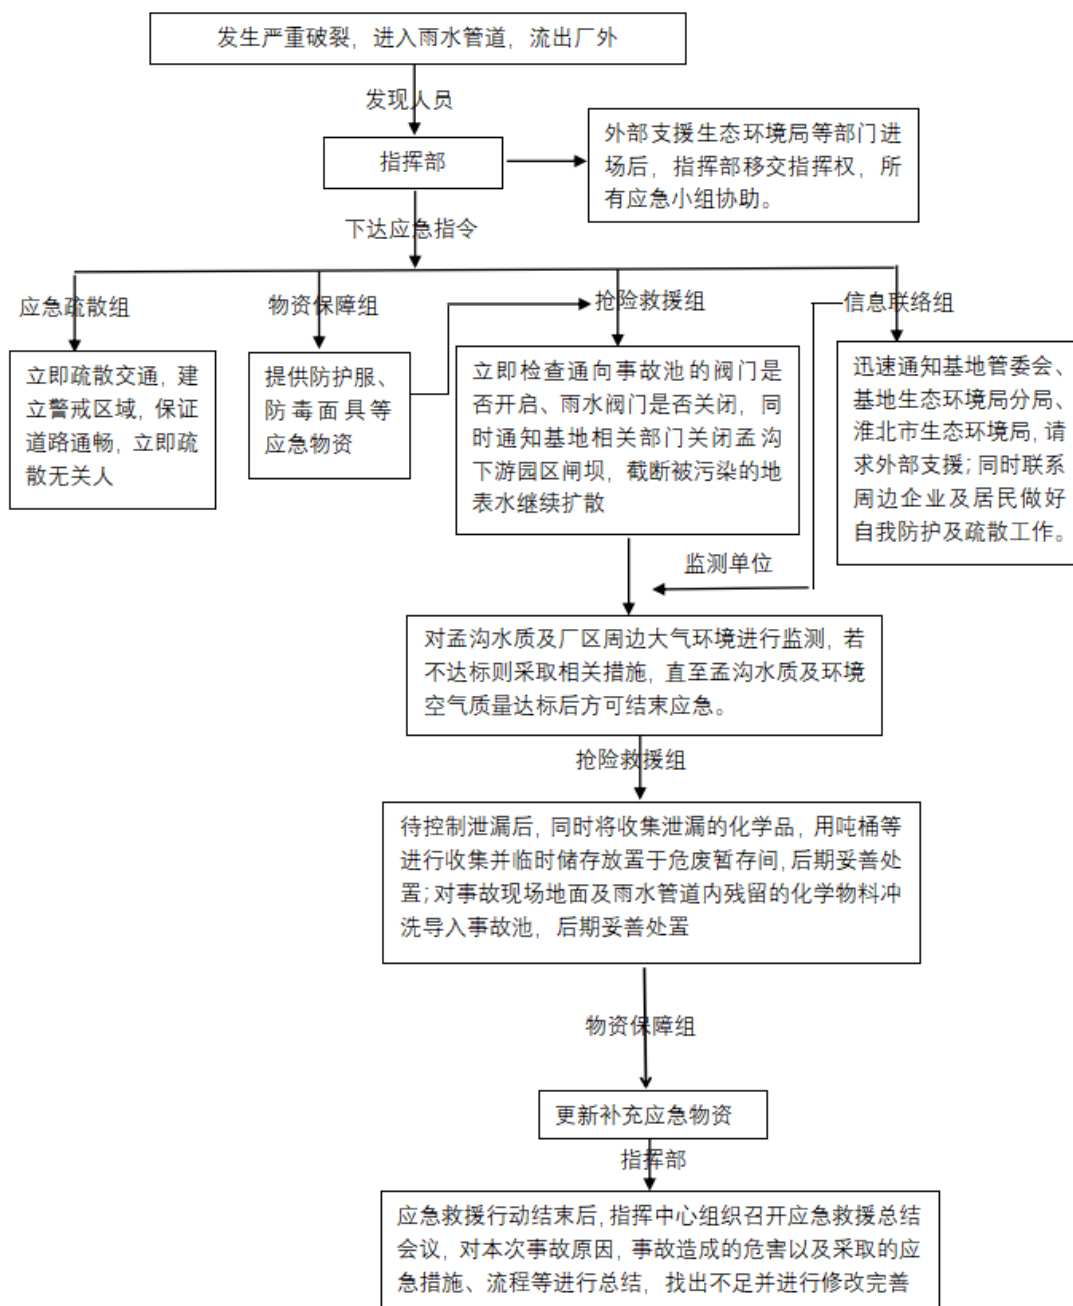 发生严重破裂，进入雨水管道，流出厂外
发现人员
指挥部
外部支援生态环境局等部门进
场后，指挥部移交指挥权，所
有应急小组协助。
下达应急指令
应急疏散组
物资保障组
抢险救援组
信息联络组
立即疏散交通，建
立警戒区域，保证
道路通畅，立即疏
散无关人
提供防护服、
防毒面具等
应急物资
立即检查通向事故池的阀门是
否开启、雨水阀门是否关闭，同
时通知基地相关部门关闭孟沟
下游园区闸坝，截断被污染的地
表水继续扩散
迅速通知基地管委会、
基地生态环境局分局、
淮北市生态环境局，请
求外部支援；同时联系
周边企业及居民做好
自我防护及疏散工作。
监测单位
对孟沟水质及厂区周边大气环境进行监测，若
不达标则采取相关措施，直至孟沟水质及环境
空气质量达标后方可结束应急。
抢险救援组
待控制泄漏后，同时将收集泄漏的化学品，用吨桶等
进行收集并临时储存放置于危废暂存间，后期妥善处
置；对事故现场地面及雨水管道内残留的化学物料冲
洗导入事故池，后期妥善处置
物资保障组
更新补充应急物资
指挥部
应急救援行动结束后，指挥中心组织召开应急救援总结
会议，对本次事故原因，事故造成的危害以及采取的应
急措施、流程等进行总结，找出不足并进行修改完善